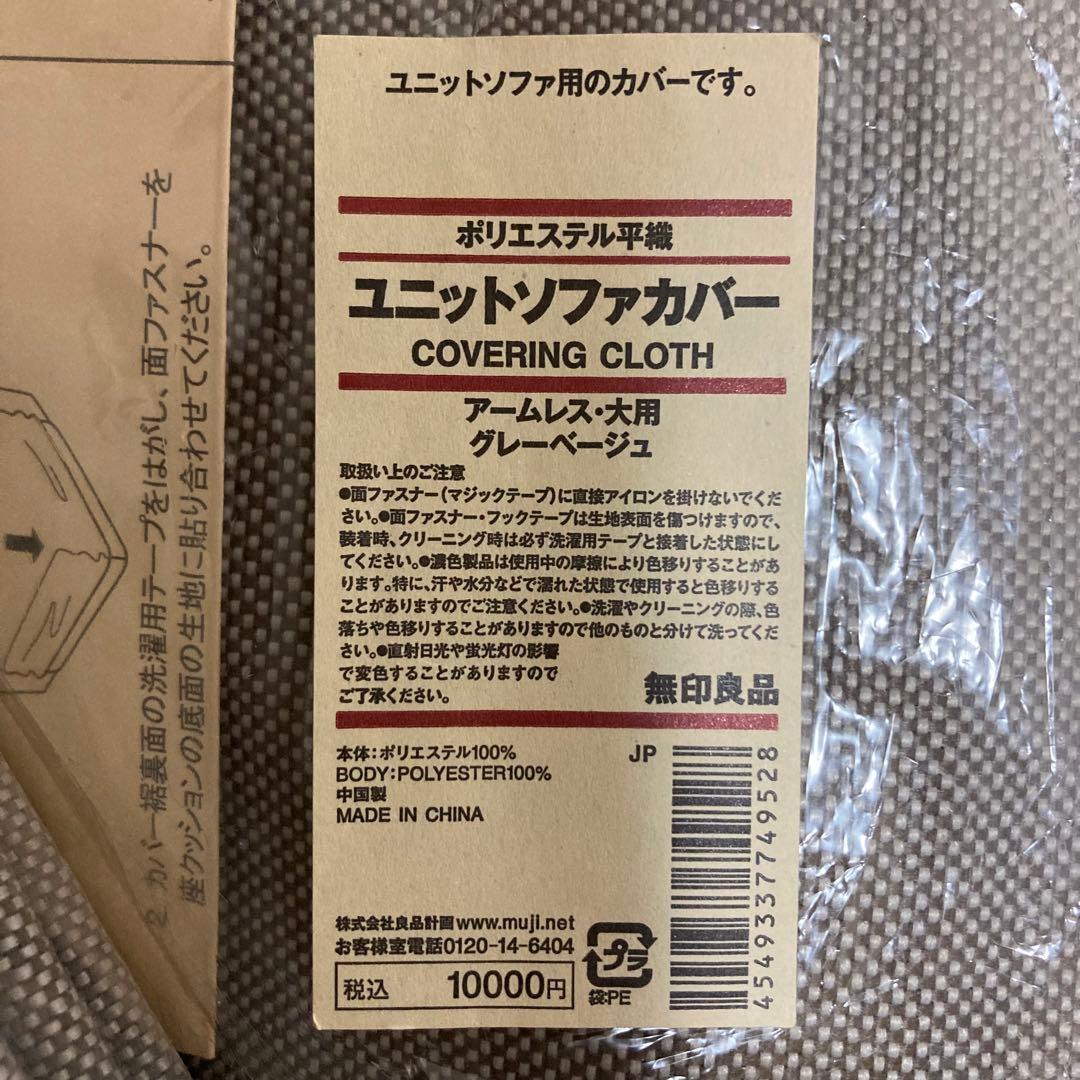 ユニットソファ用のカバーです。
ポリエステル平織
ユニットソファカバー
COVERING CLOTH
アームレス・大用
グレーベージュ
取扱い上のご注意
●面ファスナー(マジックテープ)に直接アイロンを掛けないでくだ
さい。●面ファスナー・フックテープは生地表面を傷つけますので、
装着時、クリーニング時は必ず洗濯用テープと接着した状態にし
てください。●濃色製品は使用中の摩擦により色移りすることがあ
ります。特に、汗や水分などで濡れた状態で使用すると色移りする
ことがありますのでご注意ください。●洗濯やクリーニングの際、色
落ちや色移りすることがありますので他のものと分けて洗ってくだ
さい。●直射日光や蛍光灯の影響
で変色することがありますので
ご了承ください。
無印良品
本体:ポリエステル100%
BODY:POLYESTER100%
中国製
MADE IN CHINA
JP
4549337749528
株式会社良品計画 www.muji.net
お客様室電話0120-14-6404
税込 10000円
プラ
袋:PE
2. カバー裾裏面の洗濯用テープをはがし、面ファスナーを
座クッションの底面の生地に貼り合わせてください。